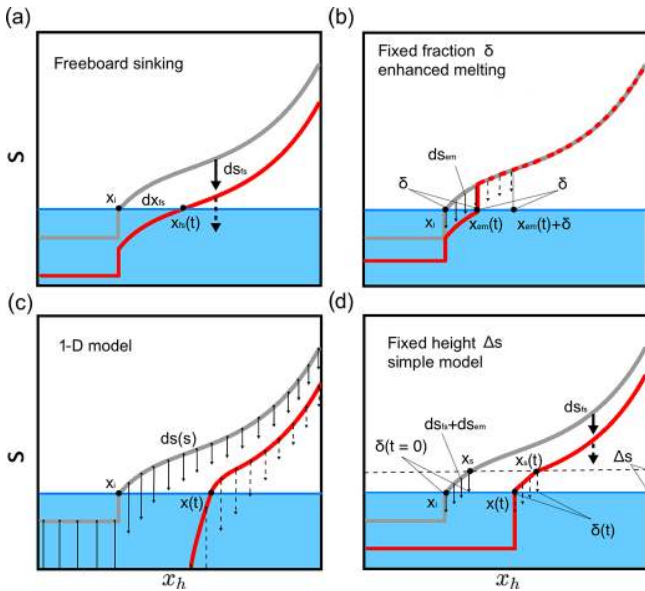 (a)
Freeboard sinking
ds_fs
x_i
dx_fs
x_fs(t)
s
(b)
Fixed fraction δ
enhanced melting
ds_em
δ
δ
x_i
x_em(t)
x_em(t)+δ
(c)
1-D model
ds(s)
x_i
x(t)
s
x_h
(d)
Fixed height Δs
simple model
ds_fs+ds_em
ds_fs
δ(t = 0)
x_s
x_s(t)
Δs
x_i
x(t)
δ(t)
x_h